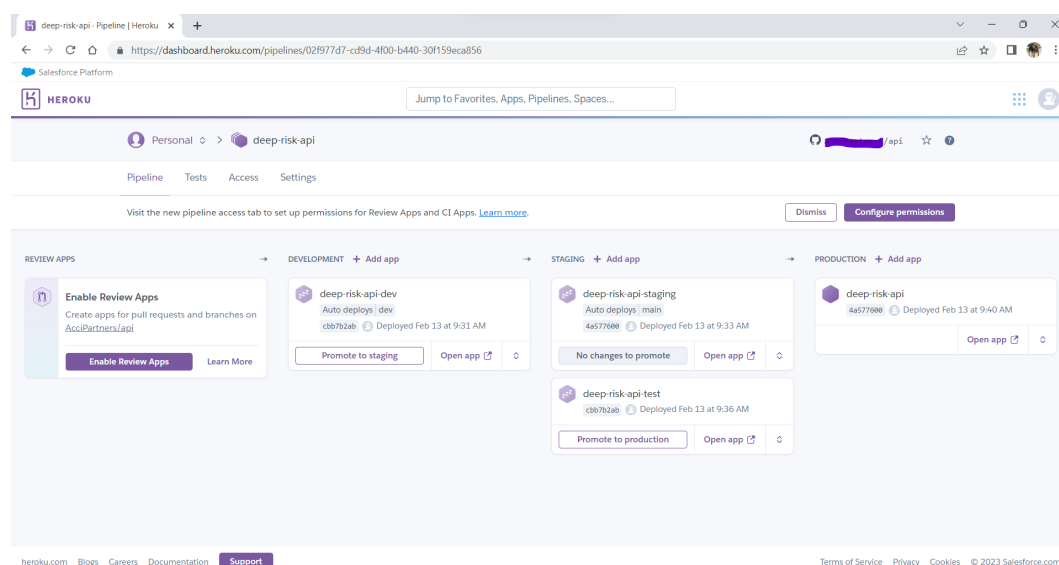 deep-risk-api - Pipeline | Heroku
https://dashboard.heroku.com/pipelines/02f977d7-cd9d-4f00-b440-30f159eca856
Salesforce Platform
HEROKU
Jump to Favorites, Apps, Pipelines, Spaces...
Personal > deep-risk-api
/api
Pipeline Tests Access Settings
Visit the new pipeline access tab to set up permissions for Review Apps and CI Apps. Learn more.
Dismiss Configure permissions
REVIEW APPS
Enable Review Apps
Create apps for pull requests and branches on
AcciPartners/api
Enable Review Apps Learn More
DEVELOPMENT + Add app
deep-risk-api-dev
Auto deploys dev
cbb7b2ab Deployed Feb 13 at 9:31 AM
Promote to staging Open app
STAGING + Add app
deep-risk-api-staging
Auto deploys main
4a577600 Deployed Feb 13 at 9:33 AM
No changes to promote Open app
deep-risk-api-test
cbb7b2ab Deployed Feb 13 at 9:36 AM
Promote to production Open app
PRODUCTION + Add app
deep-risk-api
4a577600 Deployed Feb 13 at 9:40 AM
Open app
heroku.com Blogs Careers Documentation Support
Terms of Service Privacy Cookies © 2023 Salesforce.com